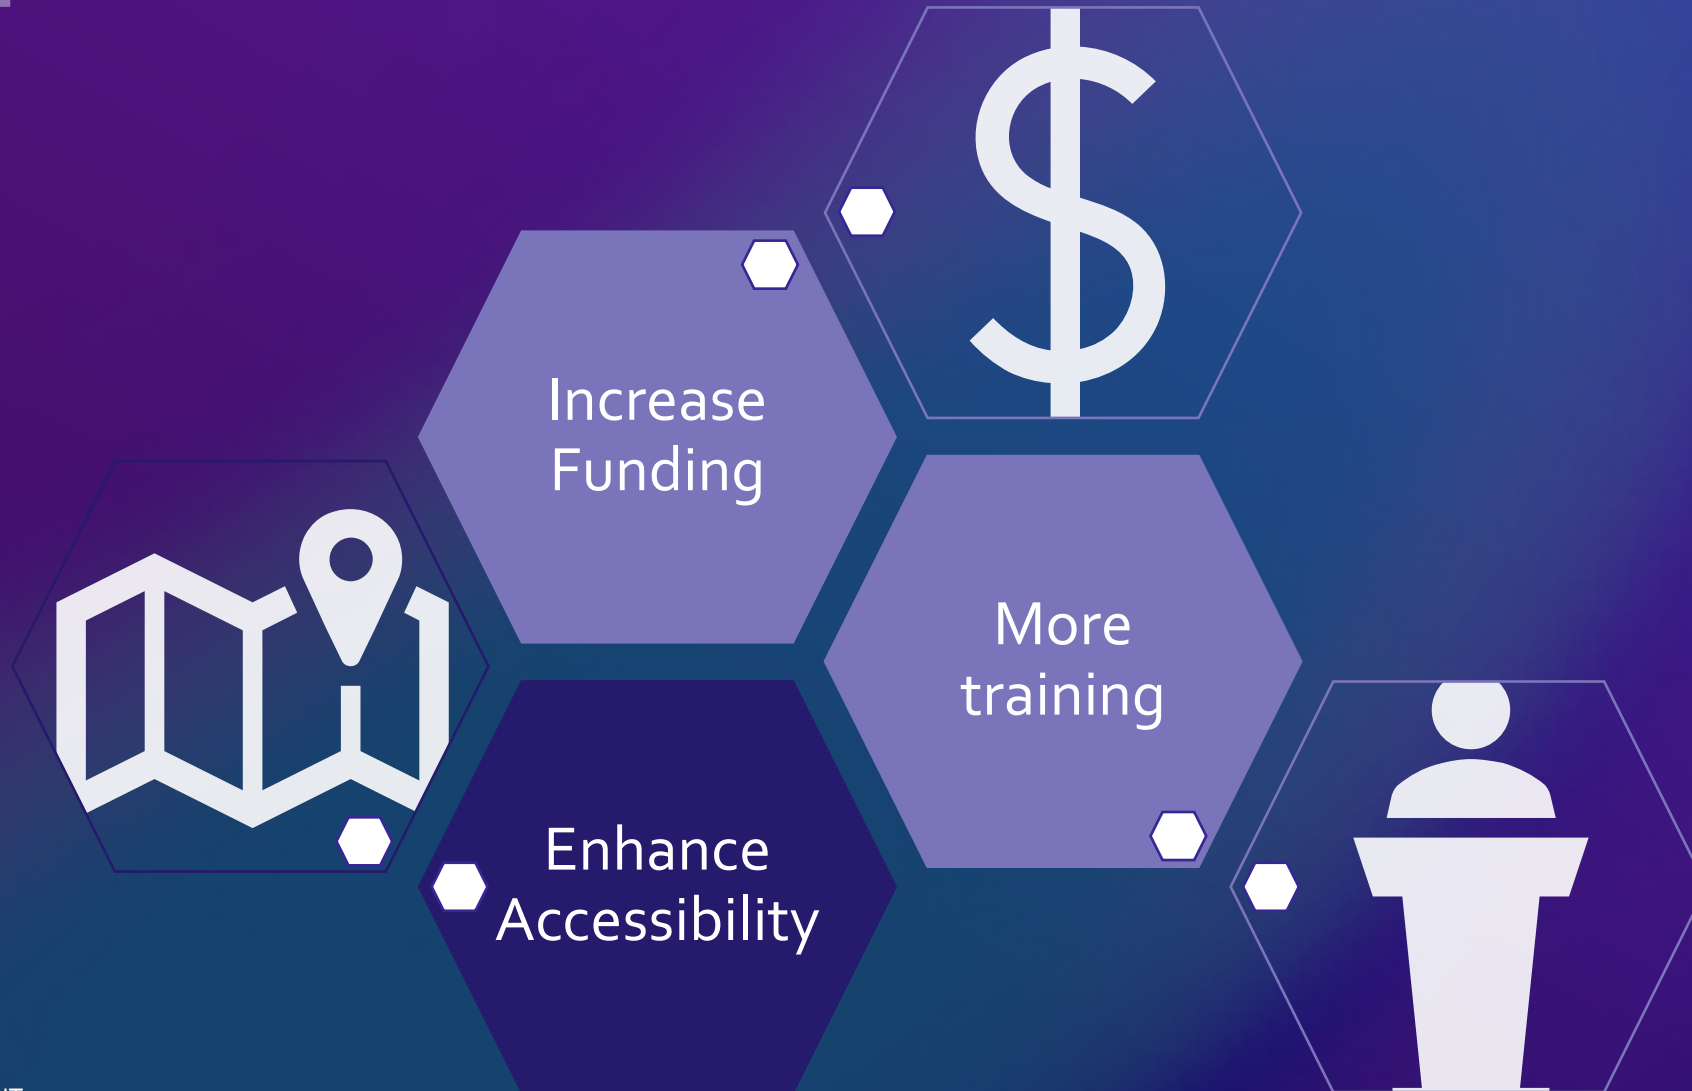 Increase
Funding
More
training
Enhance
Accessibility